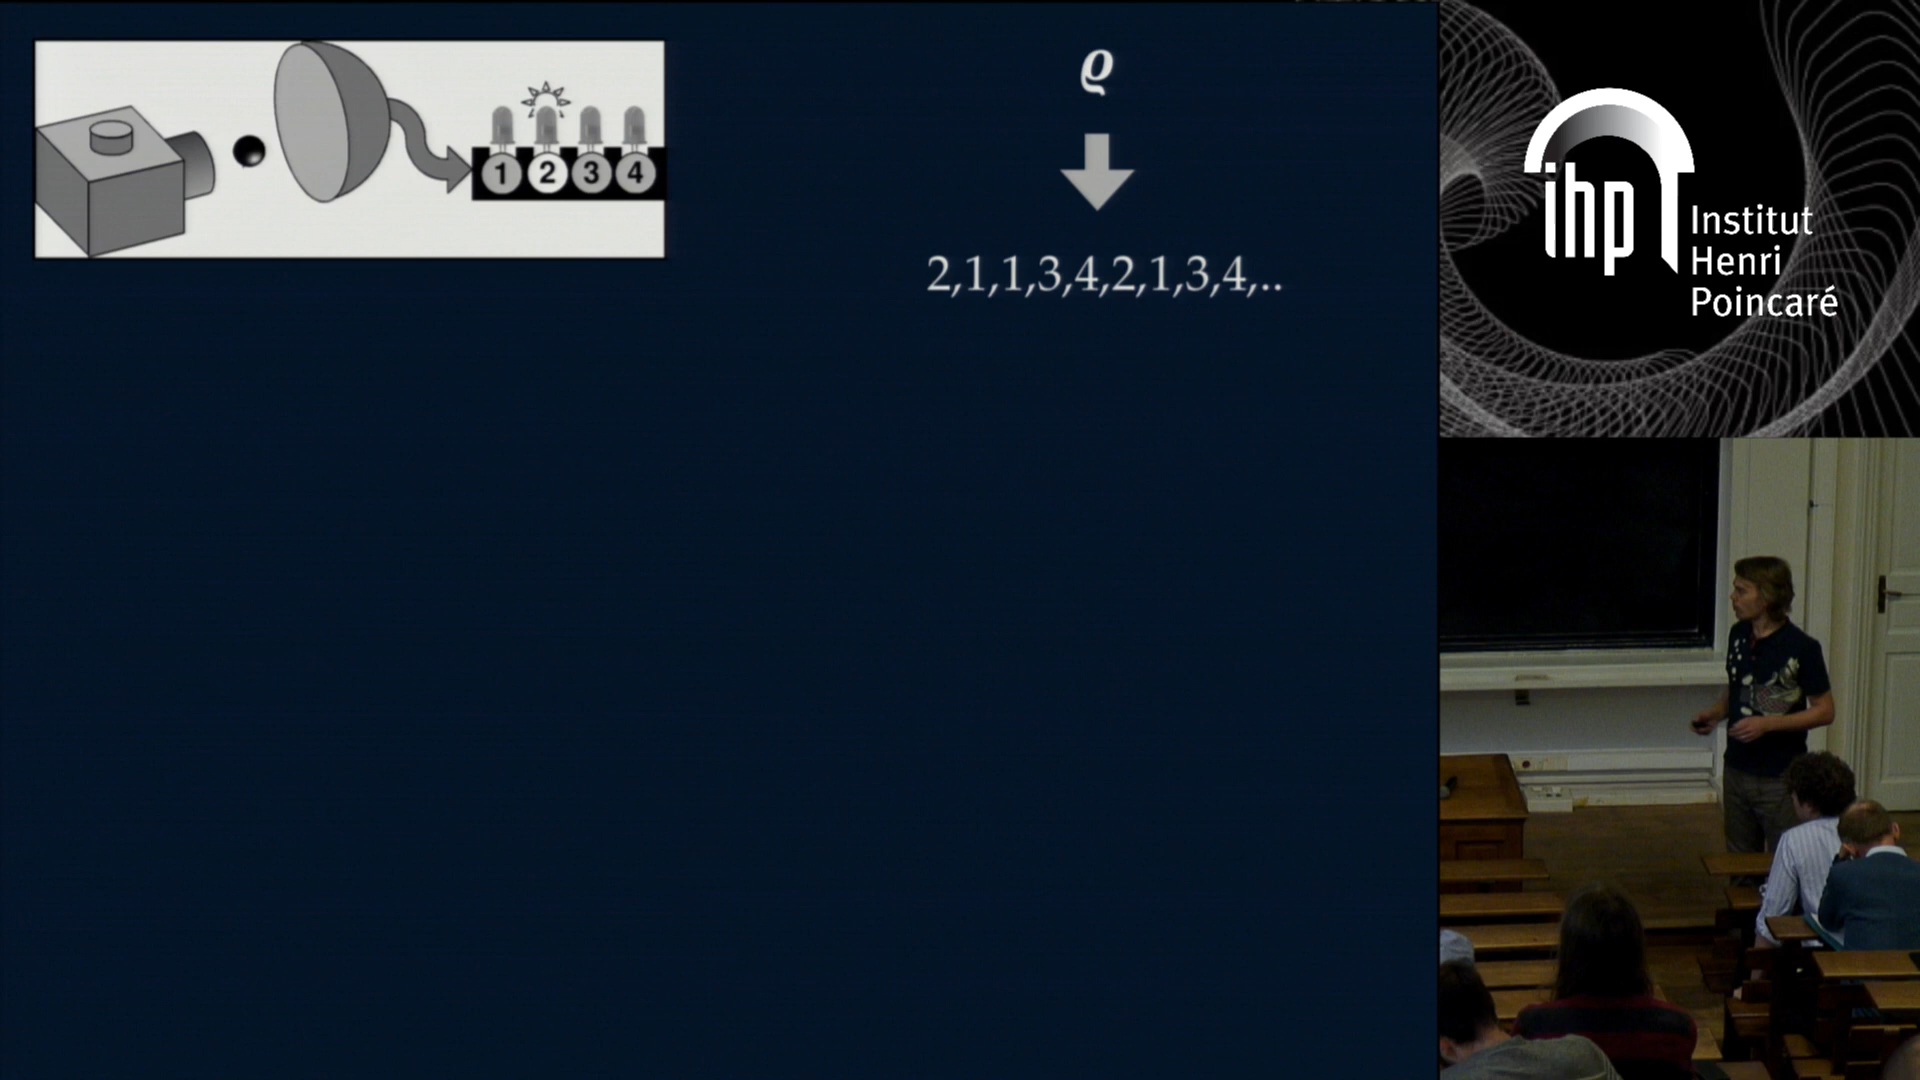 1 2 3 4
ϱ
2,1,1,3,4,2,1,3,4,..
ihp
Institut
Henri
Poincaré